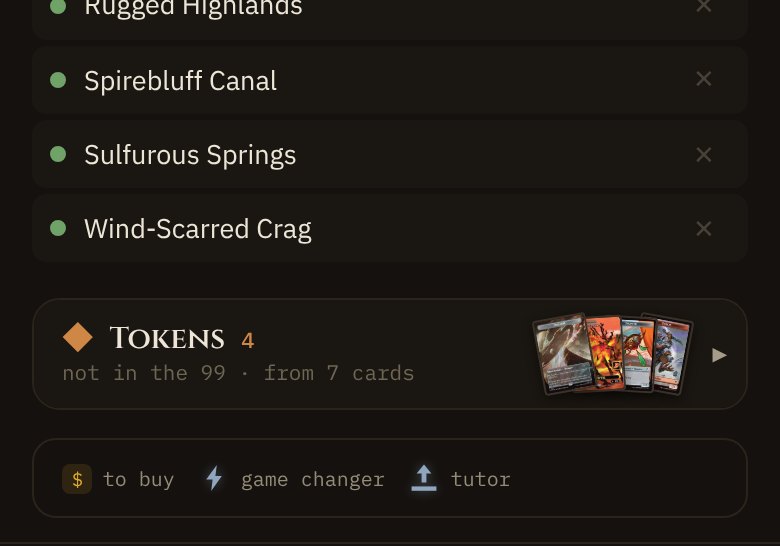 Rugged Highlands
Spirebluff Canal
Sulfurous Springs
Wind-Scarred Crag
Tokens 4
not in the 99 · from 7 cards
$ to buy game changer tutor